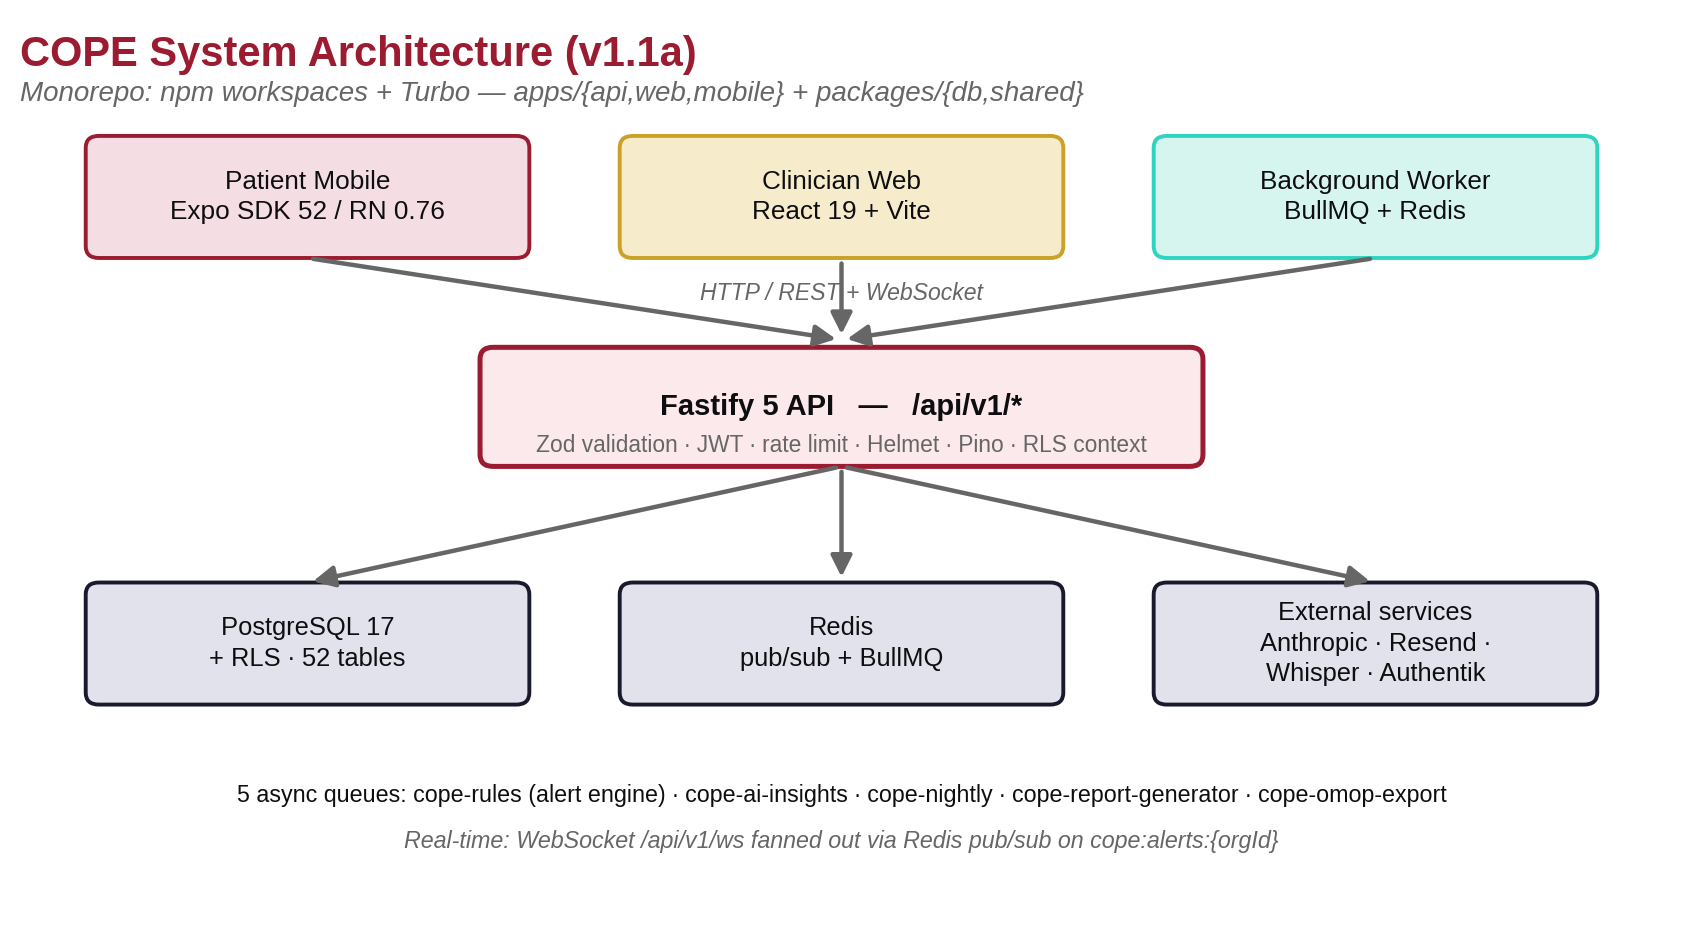 COPE System Architecture (v1.1a)
Monorepo: npm workspaces + Turbo — apps/{api,web,mobile} + packages/{db,shared}
Patient Mobile
Expo SDK 52 / RN 0.76
Clinician Web
React 19 + Vite
Background Worker
BullMQ + Redis
HTTP / REST + WebSocket
Fastify 5 API — /api/v1/*
Zod validation · JWT · rate limit · Helmet · Pino · RLS context
PostgreSQL 17
+ RLS · 52 tables
Redis
pub/sub + BullMQ
External services
Anthropic · Resend ·
Whisper · Authentik
5 async queues: cope-rules (alert engine) · cope-ai-insights · cope-nightly · cope-report-generator · cope-omop-export
Real-time: WebSocket /api/v1/ws fanned out via Redis pub/sub on cope:alerts:{orgId}